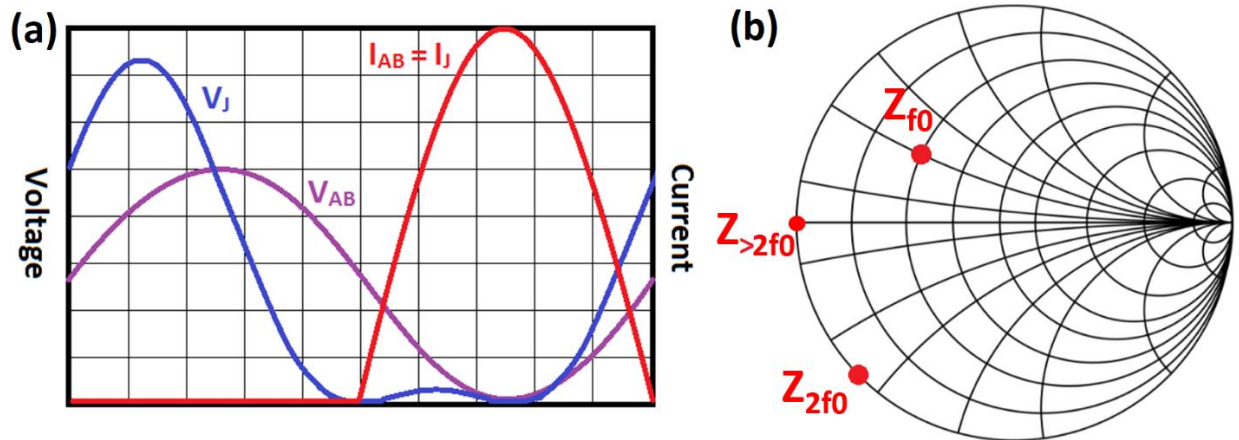 (a)
V_J
V_AB
I_AB = I_J
Voltage
Current
(b)
Z_f0
Z_>2f0
Z_2f0